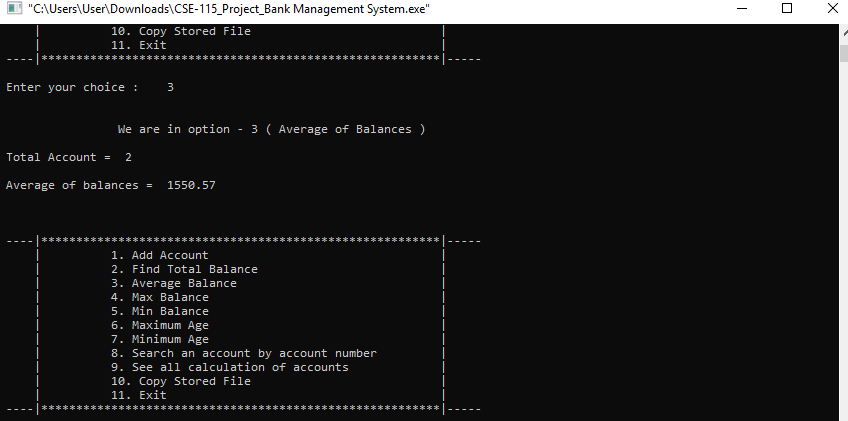 "C:\Users\User\Downloads\CSE-115_Project_Bank Management System.exe"
| 10. Copy Stored File |
| 11. Exit |
----|*********************************************************|-----
Enter your choice : 3
We are in option - 3 ( Average of Balances )
Total Account = 2
Average of balances = 1550.57
----|*********************************************************|-----
| 1. Add Account |
| 2. Find Total Balance |
| 3. Average Balance |
| 4. Max Balance |
| 5. Min Balance |
| 6. Maximum Age |
| 7. Minimum Age |
| 8. Search an account by account number |
| 9. See all calculation of accounts |
| 10. Copy Stored File |
| 11. Exit |
----|*********************************************************|-----